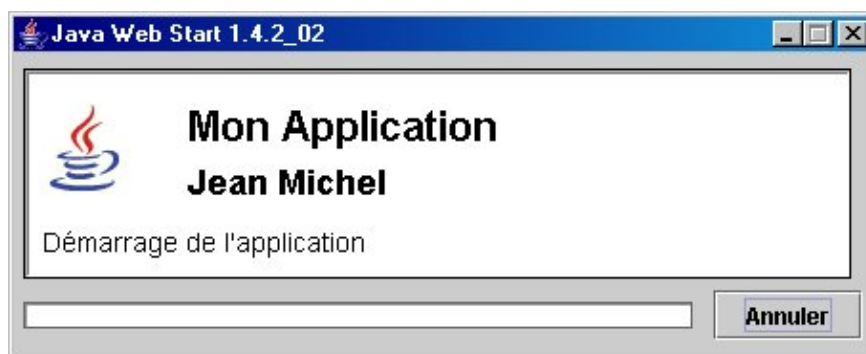 Java Web Start 1.4.2_02
Mon Application
Jean Michel
Démarrage de l'application
Annuler